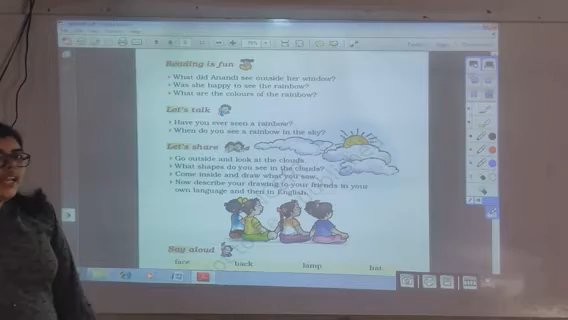 Reading is fun
What did Anandi see outside her window?
Was she happy to see the rainbow?
What are the colours of the rainbow?
Let's talk
Have you ever seen a rainbow?
When do you see a rainbow in the sky?
Let's share
Go outside and look at the clouds.
What shapes do you see in the clouds?
Come inside and draw what you saw.
Now describe your drawing to your friends in your
own language and then in English.
Say aloud
face back lamp hat